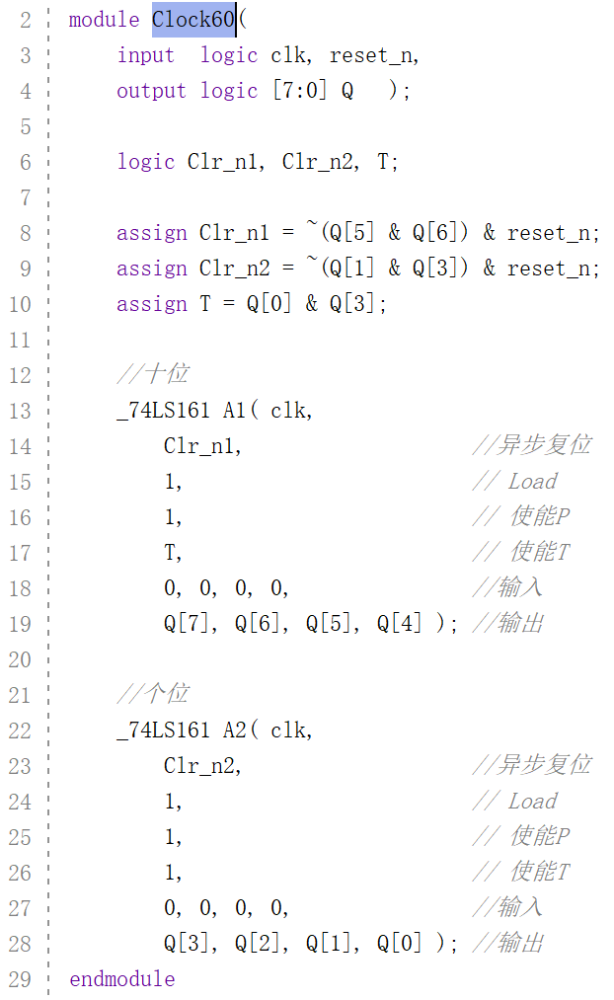 2 module Clock60(
3 input  logic clk, reset_n,
4 output logic [7:0] Q   );
5
6 logic Clr_n1, Clr_n2, T;
7
8 assign Clr_n1 = ~(Q[5] & Q[6]) & reset_n;
9 assign Clr_n2 = ~(Q[1] & Q[3]) & reset_n;
10 assign T = Q[0] & Q[3];
11
12 //十位
13 _74LS161 A1( clk,
14 Clr_n1, //异步复位
15 1, // Load
16 1, // 使能P
17 T, // 使能T
18 0, 0, 0, 0, //输入
19 Q[7], Q[6], Q[5], Q[4] ); //输出
20
21 //个位
22 _74LS161 A2( clk,
23 Clr_n2, //异步复位
24 1, // Load
25 1, // 使能P
26 1, // 使能T
27 0, 0, 0, 0, //输入
28 Q[3], Q[2], Q[1], Q[0] ); //输出
29 endmodule